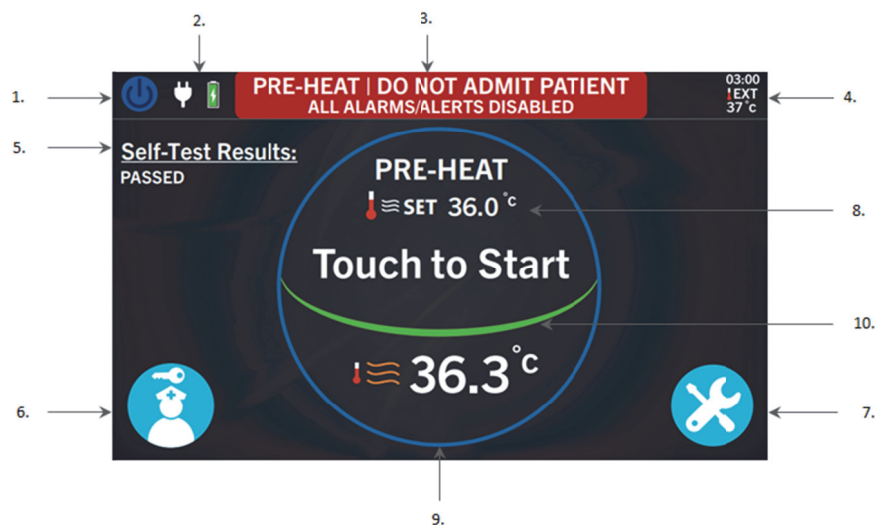 2.
3.
1.
PRE-HEAT | DO NOT ADMIT PATIENT
ALL ALARMS/ALERTS DISABLED
03:00
EXT
37 °c
4.
5.
Self-Test Results:
PASSED
PRE-HEAT
SET 36.0 °c
8.
Touch to Start
10.
36.3 °c
6.
7.
9.